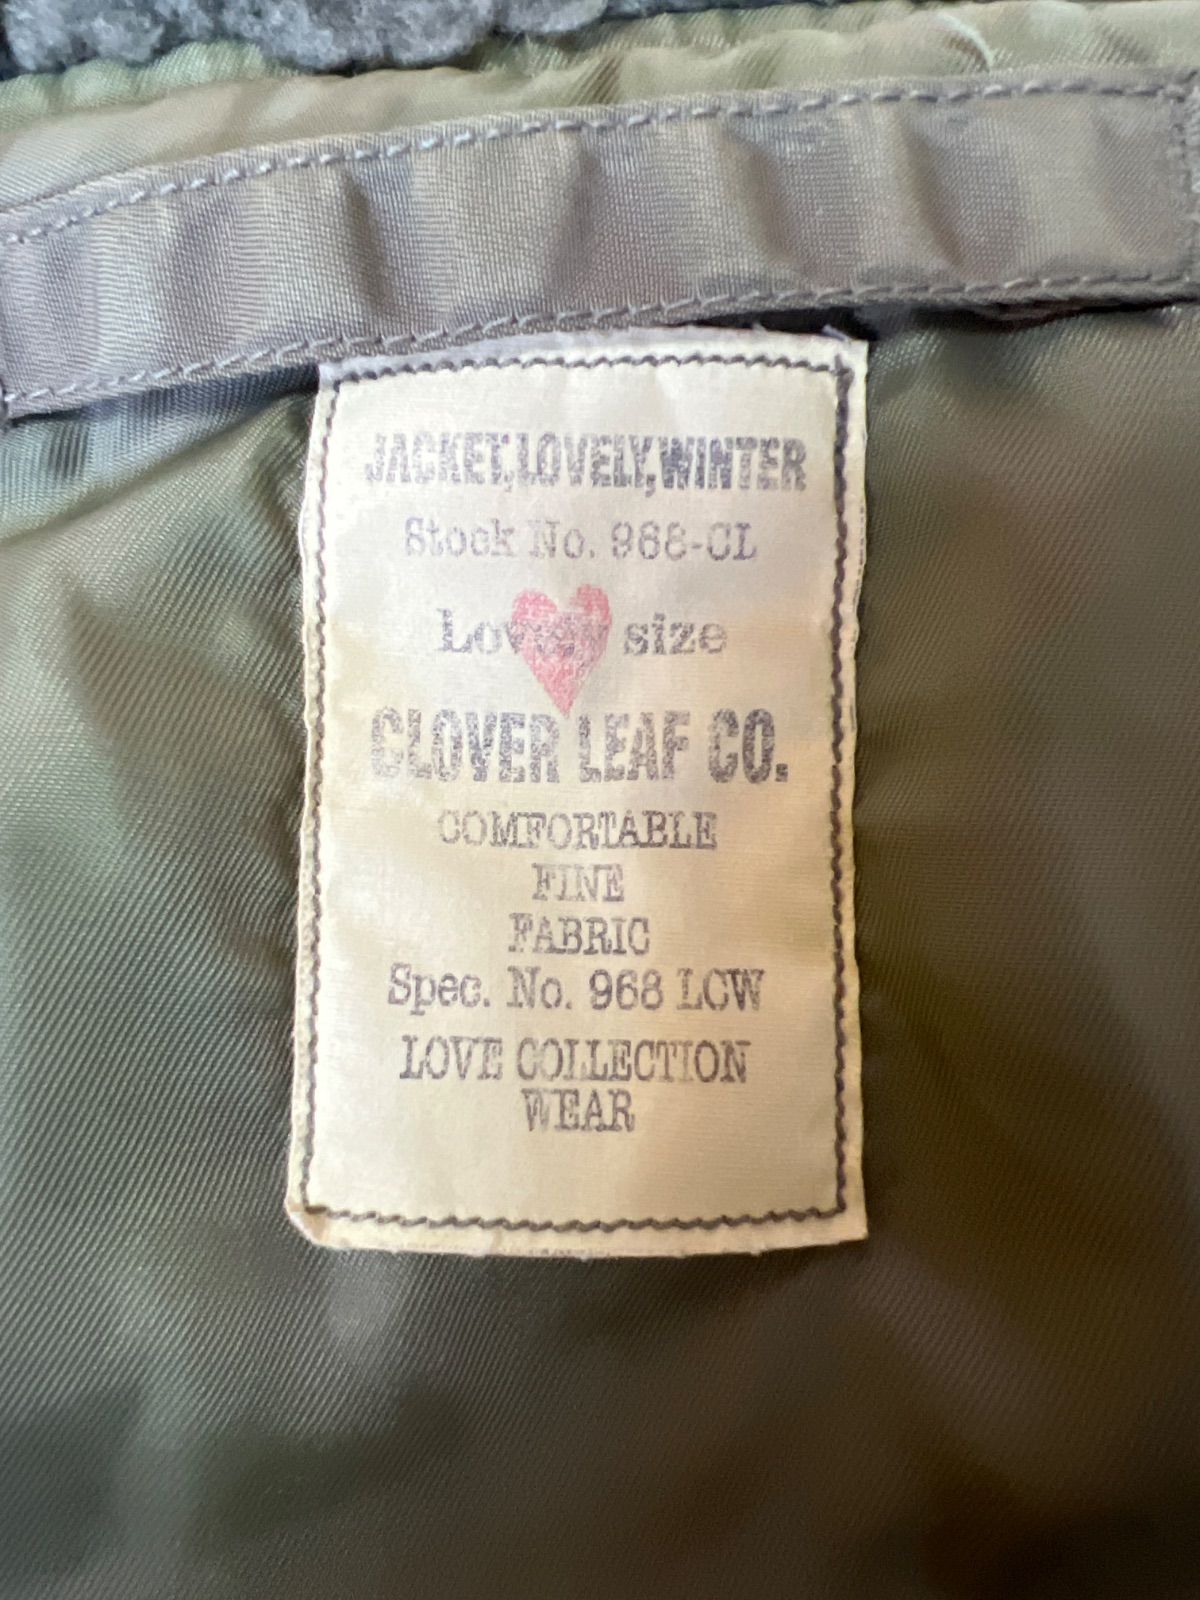 JACKET,LOVELY,WINTER
Stock No. 968-CL
Lovely size
CLOVER LEAF CO.
COMFORTABLE
FINE
FABRIC
Spec. No. 968 LCW
LOVE COLLECTION
WEAR